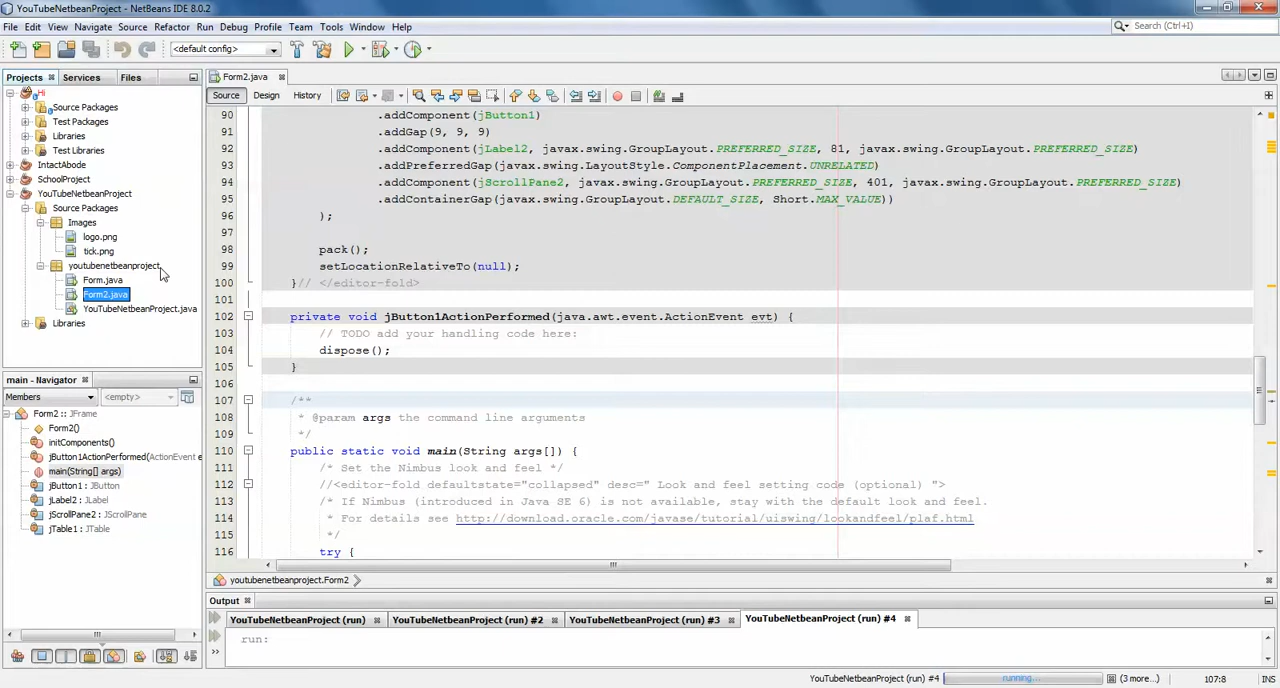 YouTubeNetbeanProject - NetBeans IDE 8.0.2
File Edit View Navigate Source Refactor Run Debug Profile Team Tools Window Help
Search (Ctrl+I)
<default config>
Projects Services Files
Form2.java
Source Design History
Hi
Source Packages
Test Packages
Libraries
Test Libraries
IntactAbode
SchoolProject
YouTubeNetbeanProject
Source Packages
Images
logo.png
tick.png
youtubenetbeanproject
Form.java
Form2.java
YouTubeNetbeanProject.java
Libraries
main - Navigator
Members <empty>
Form2 :: JFrame
Form2()
initComponents()
jButton1ActionPerformed(ActionEvent e
main(String[] args)
jButton1 : JButton
jLabel2 : JLabel
jScrollPane2 : JScrollPane
jTable1 : JTable
90 .addComponent(jButton1)
91 .addGap(9, 9, 9)
92 .addComponent(jLabel2, javax.swing.GroupLayout.PREFERRED_SIZE, 81, javax.swing.GroupLayout.PREFERRED_SIZE)
93 .addPreferredGap(javax.swing.LayoutStyle.ComponentPlacement.UNRELATED)
94 .addComponent(jScrollPane2, javax.swing.GroupLayout.PREFERRED_SIZE, 401, javax.swing.GroupLayout.PREFERRED_SIZE)
95 .addContainerGap(javax.swing.GroupLayout.DEFAULT_SIZE, Short.MAX_VALUE))
96 );
97
98 pack();
99 setLocationRelativeTo(null);
100 }// </editor-fold>
101
102 private void jButton1ActionPerformed(java.awt.event.ActionEvent evt) {
103 // TODO add your handling code here:
104 dispose();
105 }
106
107 /**
108 * @param args the command line arguments
109 */
110 public static void main(String args[]) {
111 /* Set the Nimbus look and feel */
112 //<editor-fold defaultstate="collapsed" desc=" Look and feel setting code (optional) ">
113 /* If Nimbus (introduced in Java SE 6) is not available, stay with the default look and feel.
114 * For details see http://download.oracle.com/javase/tutorial/uiswing/lookandfeel/plaf.html
115 */
116 try {
youtubenetbeanproject.Form2
Output
YouTubeNetbeanProject (run) YouTubeNetbeanProject (run) #2 YouTubeNetbeanProject (run) #3 YouTubeNetbeanProject (run) #4
run:
YouTubeNetbeanProject (run) #4 running... (3 more...) 107:8 INS